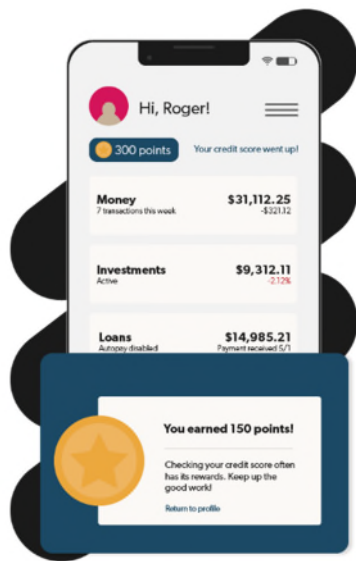 Hi, Roger!
300 points
Your credit score went up!
Money
$31,112.25
7 transactions this week
-$321.12
Investments
$9,312.11
Active
-2.12%
Loans
$14,985.21
Autopay disabled
Payment received 5/1
You earned 150 points!
Checking your credit score often
has its rewards. Keep up the
good work!
Return to profile